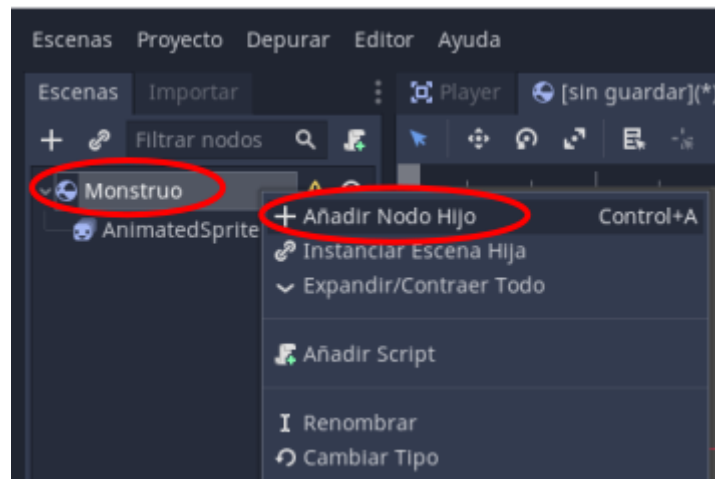 Escenas Proyecto Depurar Editor Ayuda
Escenas Importar Player [sin guardar](*)
Filtrar nodos
Monstruo
AnimatedSprite
Añadir Nodo Hijo Control+A
Instanciar Escena Hija
Expandir/Contraer Todo
Añadir Script
Renombrar
Cambiar Tipo